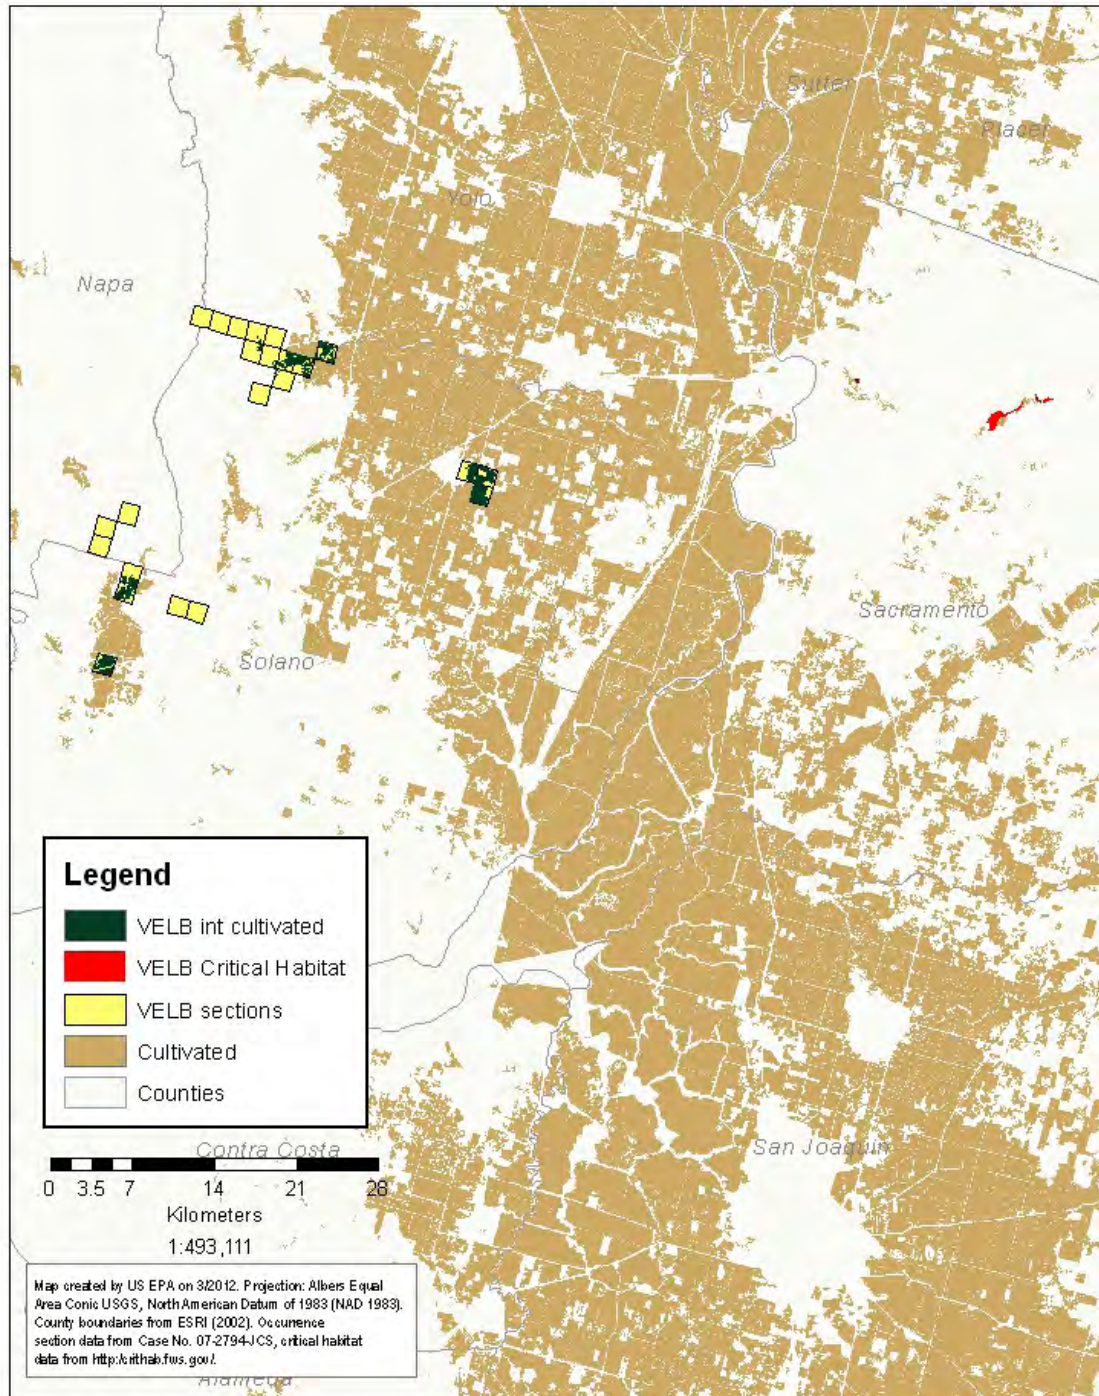 Sutter
Placer
Yolo
Napa
Sacramento
Solano
Legend
VELB int cultivated
VELB Critical Habitat
VELB sections
Cultivated
Counties
Contra Costa
San Joaquin
0 3.5 7 14 21 28
Kilometers
1:493,111
Map created by US EPA on 3/2012. Projection: Albers Equal
Area Conic USGS, North American Datum of 1983 (NAD 1983).
County boundaries from ESRI (2002). Occurrence
section data from Case No. 07-2794-JCS, critical habitat
data from http:/crithab.fws.gov/.
Alameda